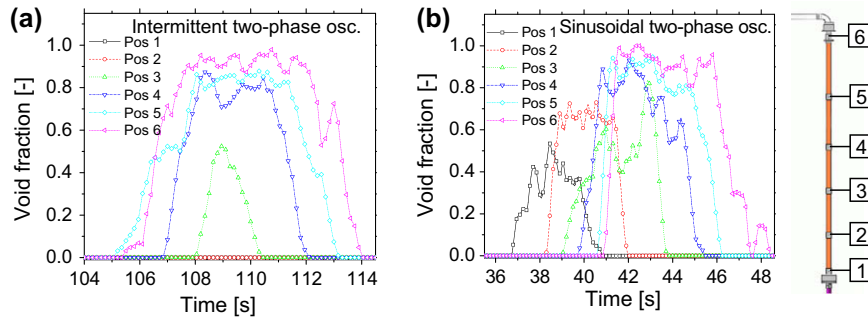 (a)
Intermittent two-phase osc.
Void fraction [-]
1.0
0.8
0.6
0.4
0.2
0.0
Pos 1
Pos 2
Pos 3
Pos 4
Pos 5
Pos 6
104 106 108 110 112 114
Time [s]
(b)
Sinusoidal two-phase osc.
Void fraction [-]
1.0
0.8
0.6
0.4
0.2
0.0
Pos 1
Pos 2
Pos 3
Pos 4
Pos 5
Pos 6
36 38 40 42 44 46 48
Time [s]
6
5
4
3
2
1